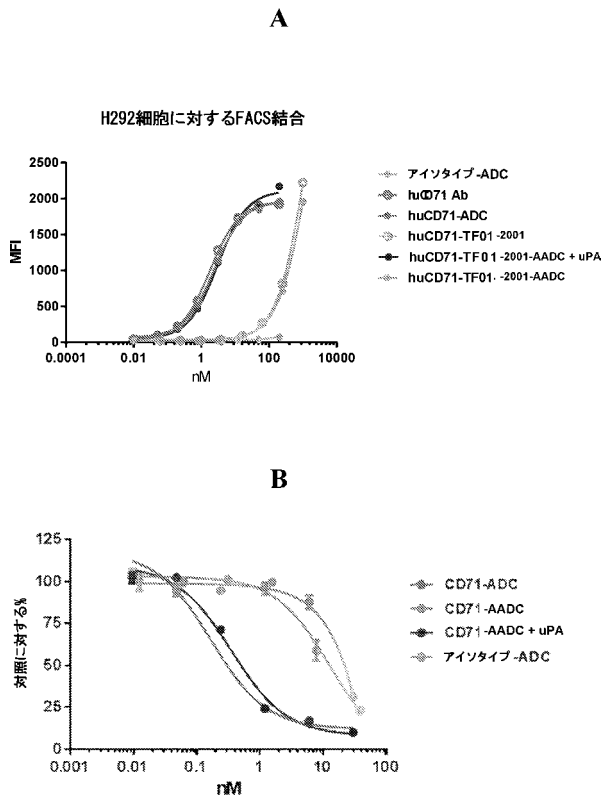 A
H292細胞に対するFACS結合
MFI
2500
2000
1500
1000
500
0
0.0001
0.01
1
100
10000
nM
アイソタイプ-ADC
huCD71 Ab
huCD71-ADC
huCD71-TF01-2001
huCD71-TF01-2001-AADC + uPA
huCD71-TF01.-2001-AADC
B
対照に対する%
125
100
75
50
25
0
0.001
0.01
0.1
1
10
100
nM
CD71-ADC
CD71-AADC
CD71-AADC + uPA
アイソタイプ-ADC